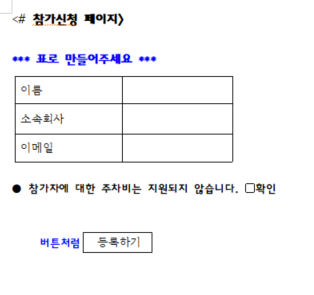 <# 참가신청 페이지>
*** 표로 만들어주세요 ***
이름
소속회사
이메일
● 참가자에 대한 주차비는 지원되지 않습니다. □확인
버튼처럼 등록하기